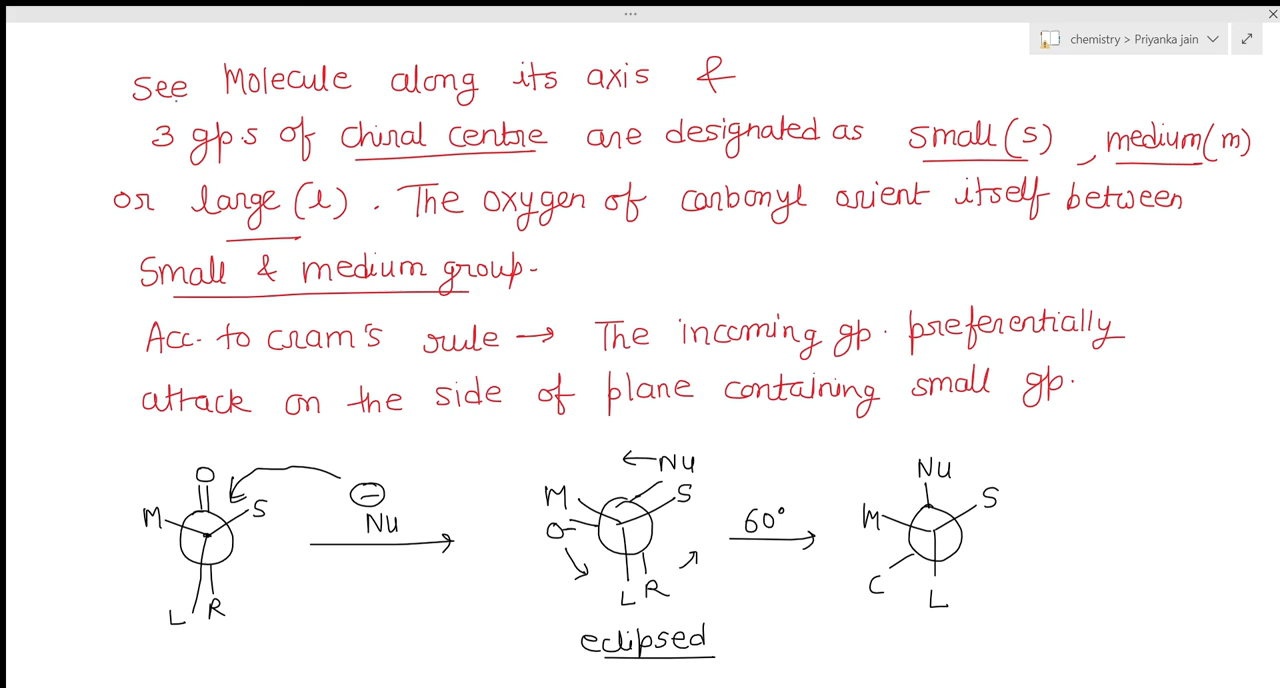 chemistry > Priyanka jain
See Molecule along its axis &
3 gp.s of chiral centre are designated as small(s), medium(m)
or large (l). The oxygen of carbonyl orient itself between
Small & medium group.
Acc. to cram's rule → The incoming gp. preferentially
attack on the side of plane containing small gp.
O
M S
⊖
Nu
L R
← Nu
M S
O⁻
L R
eclipsed
60°
Nu
M S
C
L